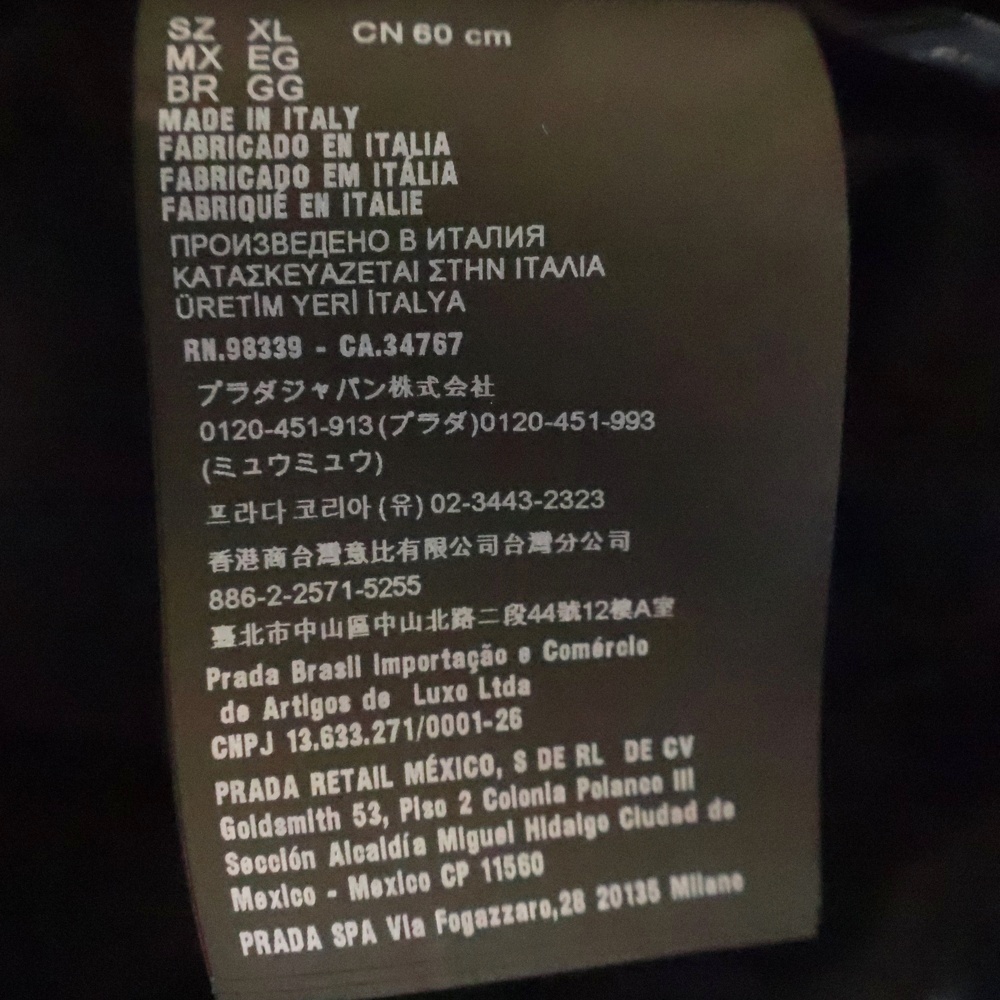 SZ XL CN 60 cm
MX EG
BR GG
MADE IN ITALY
FABRICADO EN ITALIA
FABRICADO EM ITÁLIA
FABRIQUÉ EN ITALIE
ПРОИЗВЕДЕНО В ИТАЛИЯ
ΚΑΤΑΣΚΕΥΑΖΕΤΑΙ ΣΤΗΝ ΙΤΑΛΙΑ
ÜRETİM YERİ İTALYA
RN.98339 - CA.34767
プラダジャパン株式会社
0120-451-913(プラダ)0120-451-993
(ミュウミュウ)
프라다 코리아 (유) 02-3443-2323
香港商台灣意比有限公司台灣分公司
886-2-2571-5255
臺北市中山區中山北路二段44號12樓A室
Prada Brasil Importação e Comércio
de Artigos de Luxo Ltda
CNPJ 13.633.271/0001-26
PRADA RETAIL MÉXICO, S DE RL DE CV
Goldsmith 53, Piso 2 Colonia Polanco III
Sección Alcaldía Miguel Hidalgo Ciudad de
Mexico - Mexico CP 11560
PRADA SPA Via Fogazzaro,28 20135 Milano